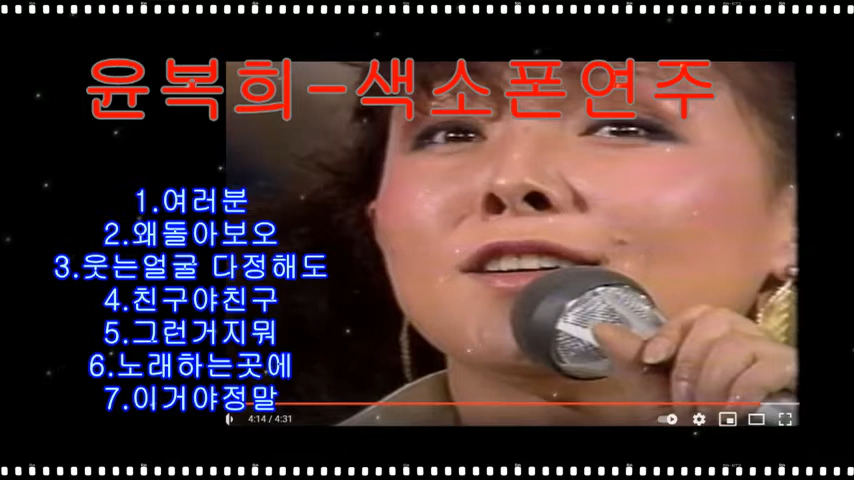 윤복희-색소폰연주
1.여러분
2.왜돌아보오
3.웃는얼굴 다정해도
4.친구야친구
5.그런거지뭐
6.노래하는곳에
7.이거야정말
4:14 / 4:31